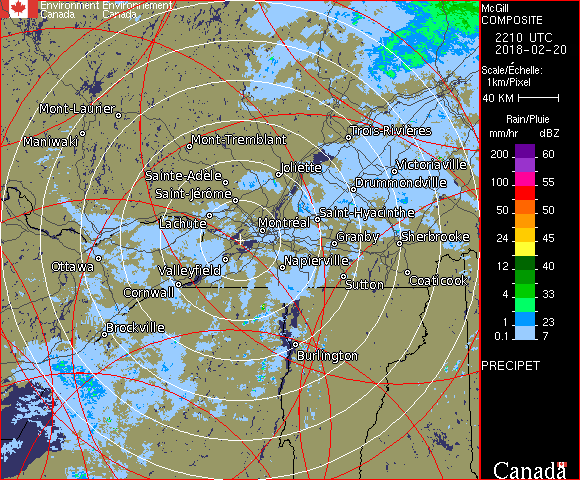 Environment Environnement
Canada Canada
McGill
COMPOSITE
2210 UTC
2018-02-20
Scale/Échelle:
1km/Pixel
40 KM
Rain/Pluie
mm/hr dBZ
200 60
100 55
50 50
24 45
12 40
4 33
1 23
0.1 7
PRECIPET
Canada
Mont-Laurier
Maniwaki
Mont-Tremblant
Trois-Rivières
Joliette
Victoriaville
Sainte-Adèle
Drummondville
Saint-Jérôme
Saint-Hyacinthe
Lachute
Montréal
Granby
Sherbrooke
Ottawa
Valleyfield
Napierville
Sutton
Coaticook
Cornwall
Brockville
Burlington